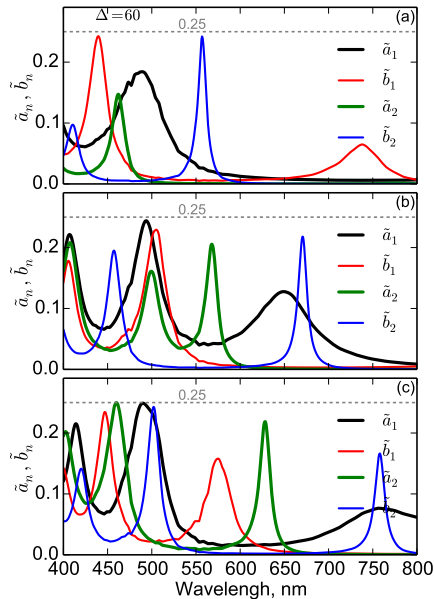 Δ=60
0.25
(a)
ã₁
b̃₁
ã₂
b̃₂
ãₙ, b̃ₙ
0.2
0.1
0.0
0.25
(b)
ã₁
b̃₁
ã₂
b̃₂
ãₙ, b̃ₙ
0.2
0.1
0.0
0.25
(c)
ã₁
b̃₁
ã₂
b̃₂
ãₙ, b̃ₙ
0.2
0.1
0.0
400 450 500 550 600 650 700 750 800
Wavelengh, nm